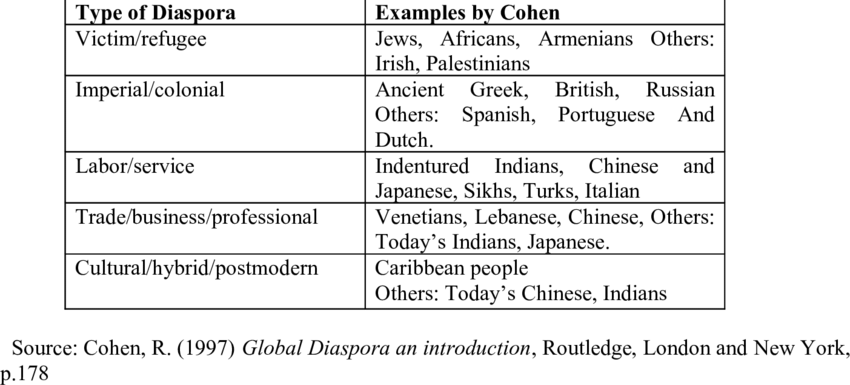 Type of Diaspora Examples by Cohen
Victim/refugee Jews, Africans, Armenians Others:
Irish, Palestinians
Imperial/colonial Ancient Greek, British, Russian
Others: Spanish, Portuguese And
Dutch.
Labor/service Indentured Indians, Chinese and
Japanese, Sikhs, Turks, Italian
Trade/business/professional Venetians, Lebanese, Chinese, Others:
Today’s Indians, Japanese.
Cultural/hybrid/postmodern Caribbean people
Others: Today’s Chinese, Indians
Source: Cohen, R. (1997) Global Diaspora an introduction, Routledge, London and New York,
p.178